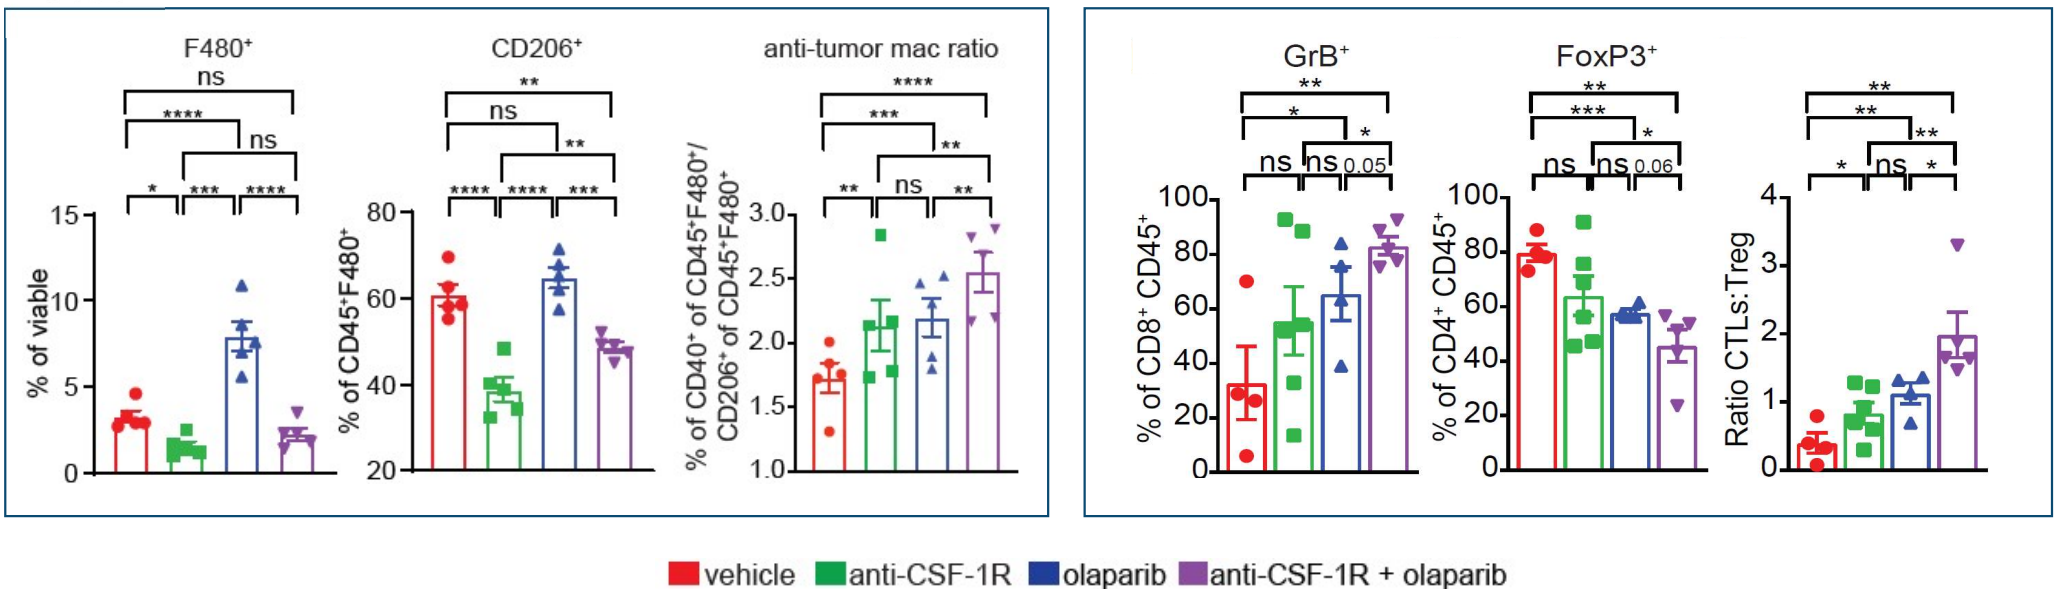 F480⁺
ns
****
ns
* *** ****
% of viable
15
10
5
0
CD206⁺
**
ns
**
**** **** ***
% of CD45⁺F480⁺
80
60
40
20
anti-tumor mac ratio
****
***
**
** ns **
% of CD40⁺ of CD45⁺F480⁺/
CD206⁺ of CD45⁺F480⁺
3.0
2.5
2.0
1.5
1.0
GrB⁺
**
*
*
ns ns 0.05
% of CD8⁺ CD45⁺
100
80
60
40
20
0
FoxP3⁺
**
***
*
ns ns 0.06
% of CD4⁺ CD45⁺
100
80
60
40
20
0
**
**
**
* ns *
Ratio CTLs:Treg
4
3
2
1
0
vehicle anti-CSF-1R olaparib anti-CSF-1R + olaparib